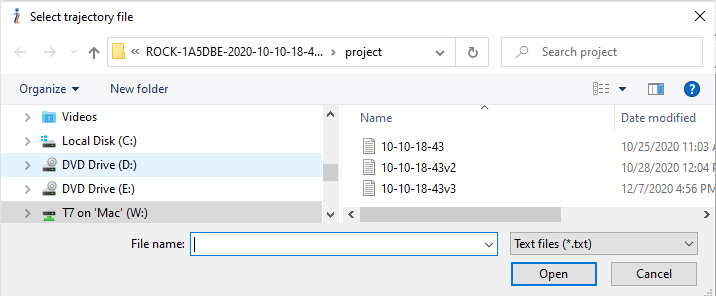 Select trajectory file
« ROCK-1A5DBE-2020-10-10-18-4... > project
Search project
Organize
New folder
?
Name
Date modified
Videos
Local Disk (C:)
DVD Drive (D:)
DVD Drive (E:)
T7 on 'Mac' (W:)
10-10-18-43
10/25/2020 11:03 A
10-10-18-43v2
10/28/2020 12:04 P
10-10-18-43v3
12/7/2020 4:56 PM
File name:
Text files (*.txt)
Open
Cancel